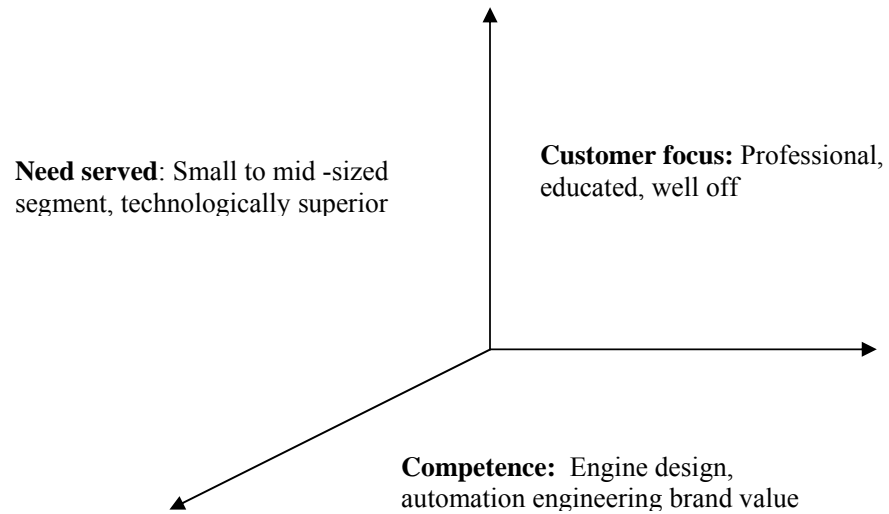 Need served: Small to mid -sized
segment, technologically superior
Customer focus: Professional,
educated, well off
Competence:  Engine design,
automation engineering brand value